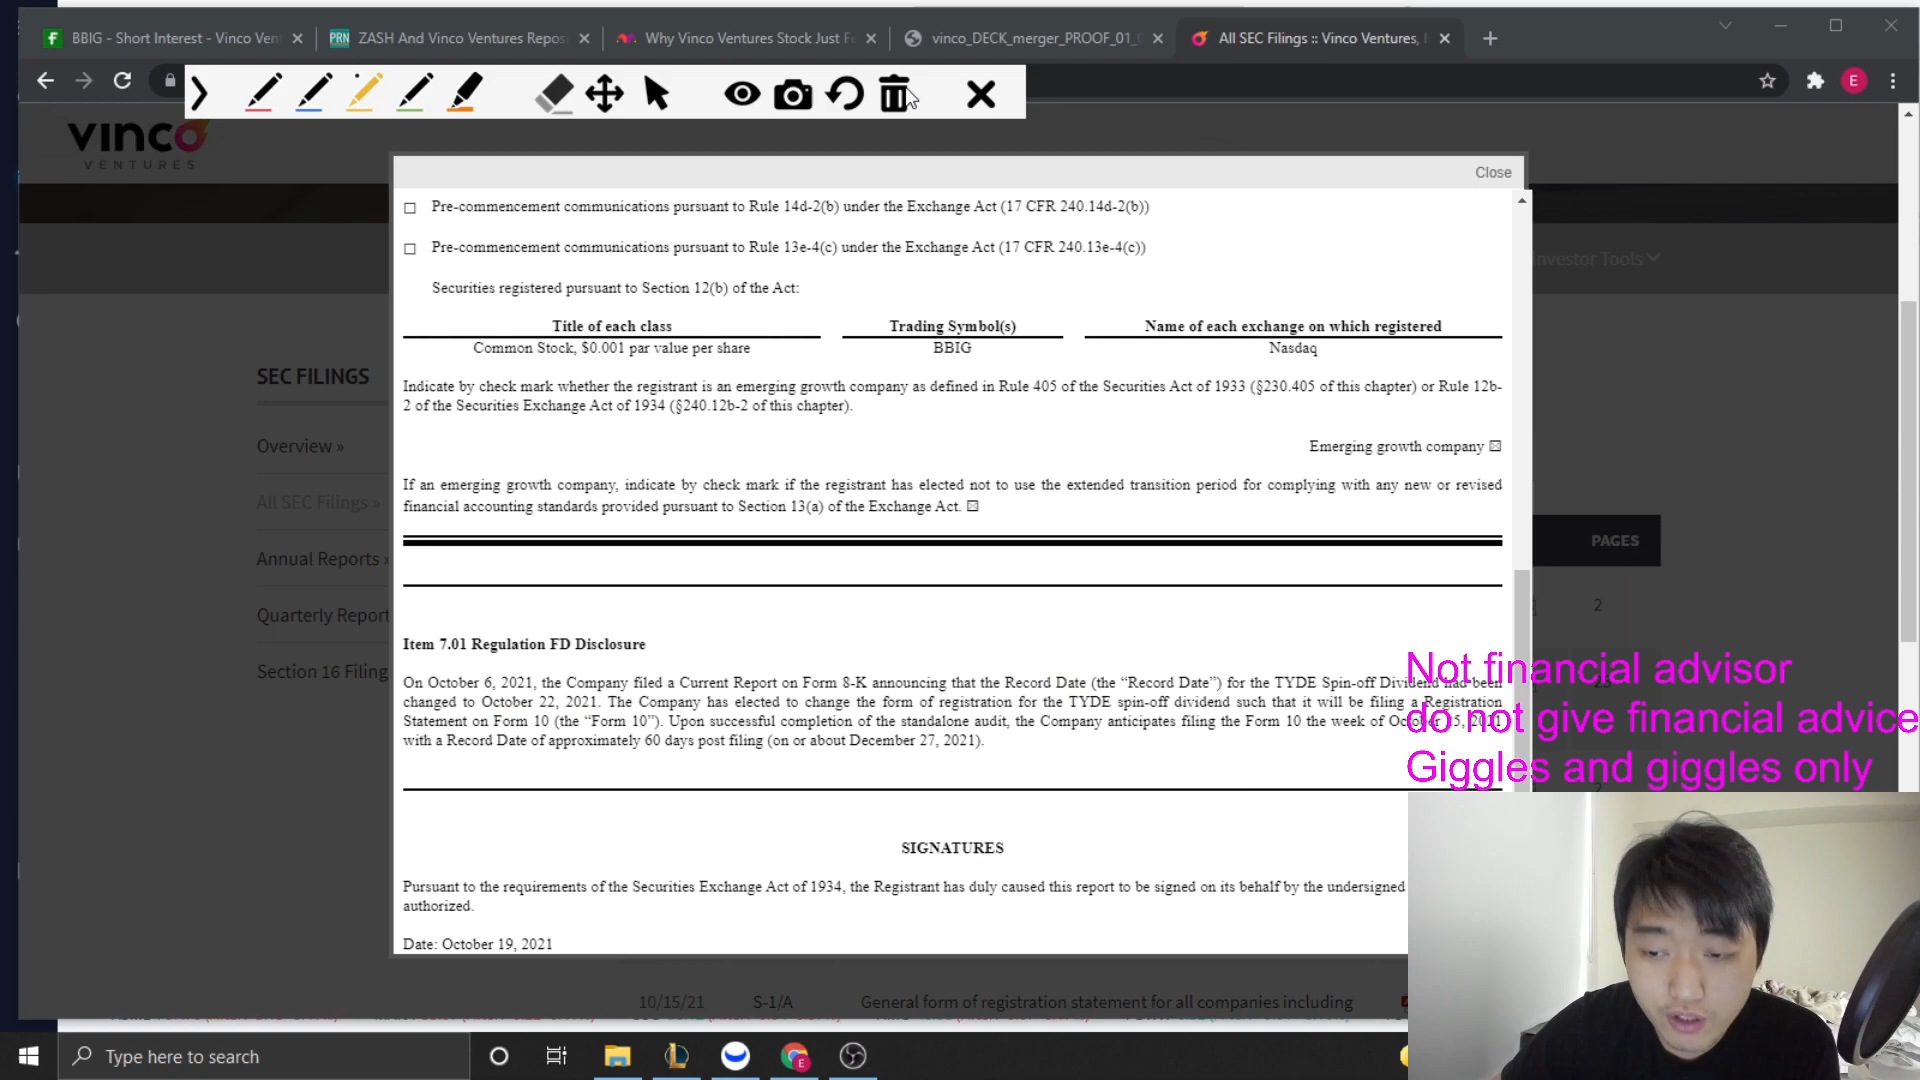 BBIG - Short Interest - Vinco Ven
ZASH And Vinco Ventures Repos
Why Vinco Ventures Stock Just Fe
vinco_DECK_merger_PROOF_01_
All SEC Filings :: Vinco Ventures,
E
VINCO
VENTURES
Close
Investor Tools
☐ Pre-commencement communications pursuant to Rule 14d-2(b) under the Exchange Act (17 CFR 240.14d-2(b))
☐ Pre-commencement communications pursuant to Rule 13e-4(c) under the Exchange Act (17 CFR 240.13e-4(c))
Securities registered pursuant to Section 12(b) of the Act:
Title of each class Trading Symbol(s) Name of each exchange on which registered
Common Stock, $0.001 par value per share BBIG Nasdaq
Indicate by check mark whether the registrant is an emerging growth company as defined in Rule 405 of the Securities Act of 1933 (§230.405 of this chapter) or Rule 12b-
2 of the Securities Exchange Act of 1934 (§240.12b-2 of this chapter).
Emerging growth company ☒
If an emerging growth company, indicate by check mark if the registrant has elected not to use the extended transition period for complying with any new or revised
financial accounting standards provided pursuant to Section 13(a) of the Exchange Act. ☒
Item 7.01 Regulation FD Disclosure
On October 6, 2021, the Company filed a Current Report on Form 8-K announcing that the Record Date (the “Record Date”) for the TYDE Spin-off Dividend had been
changed to October 22, 2021. The Company has elected to change the form of registration for the TYDE spin-off dividend such that it will be filing a Registration
Statement on Form 10 (the “Form 10”). Upon successful completion of the standalone audit, the Company anticipates filing the Form 10 the week of October 25, 2021
with a Record Date of approximately 60 days post filing (on or about December 27, 2021).
SIGNATURES
Pursuant to the requirements of the Securities Exchange Act of 1934, the Registrant has duly caused this report to be signed on its behalf by the undersigned
authorized.
Date: October 19, 2021
SEC FILINGS
Overview »
All SEC Filings »
Annual Reports »
Quarterly Report
Section 16 Filing
PAGES
2
Not financial advisor
do not give financial advice
Giggles and giggles only
10/15/21 S-1/A General form of registration statement for all companies including
Type here to search